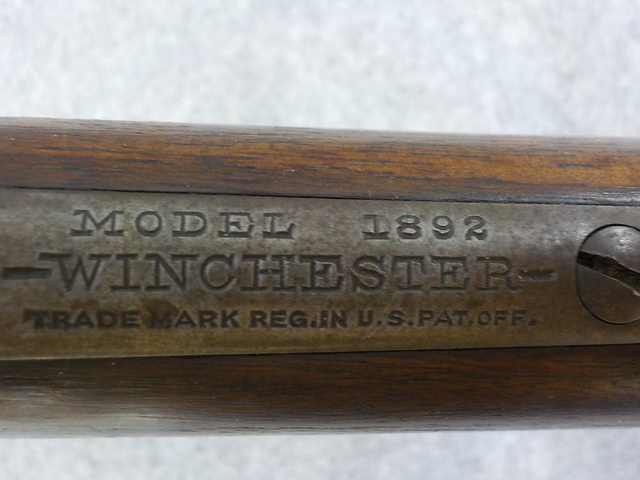 MODEL 1892
-WINCHESTER-
TRADE MARK REG. IN U.S. PAT. OFF.